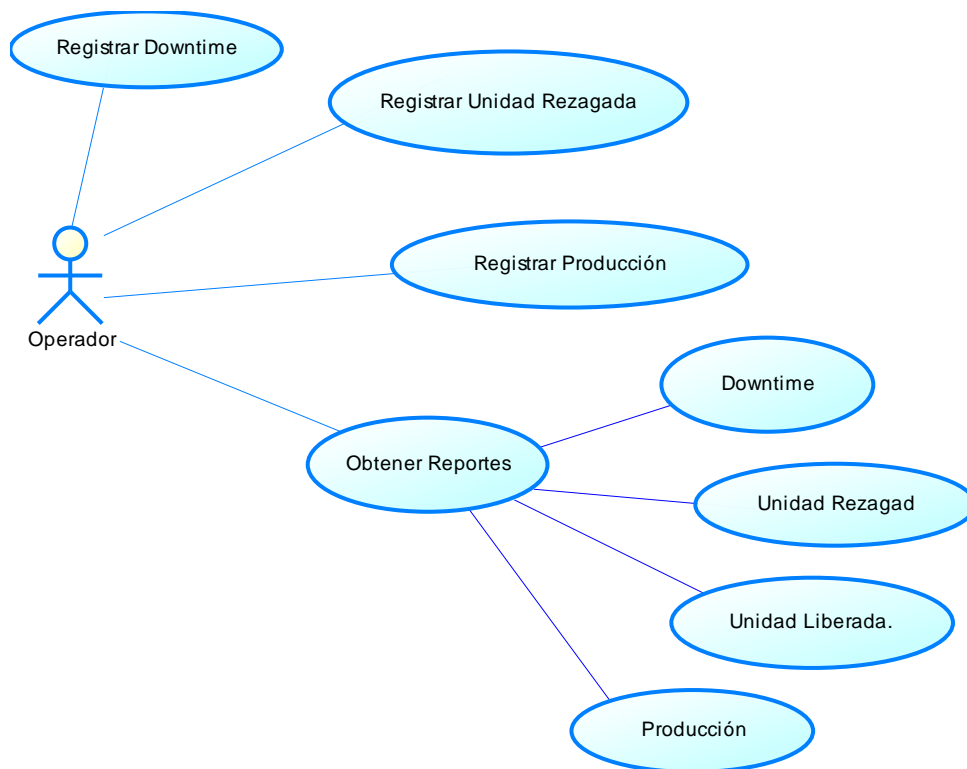 Registrar Downtime
Registrar Unidad Rezagada
Registrar Producción
Operador
Downtime
Obtener Reportes
Unidad Rezagad
Unidad Liberada.
Producción